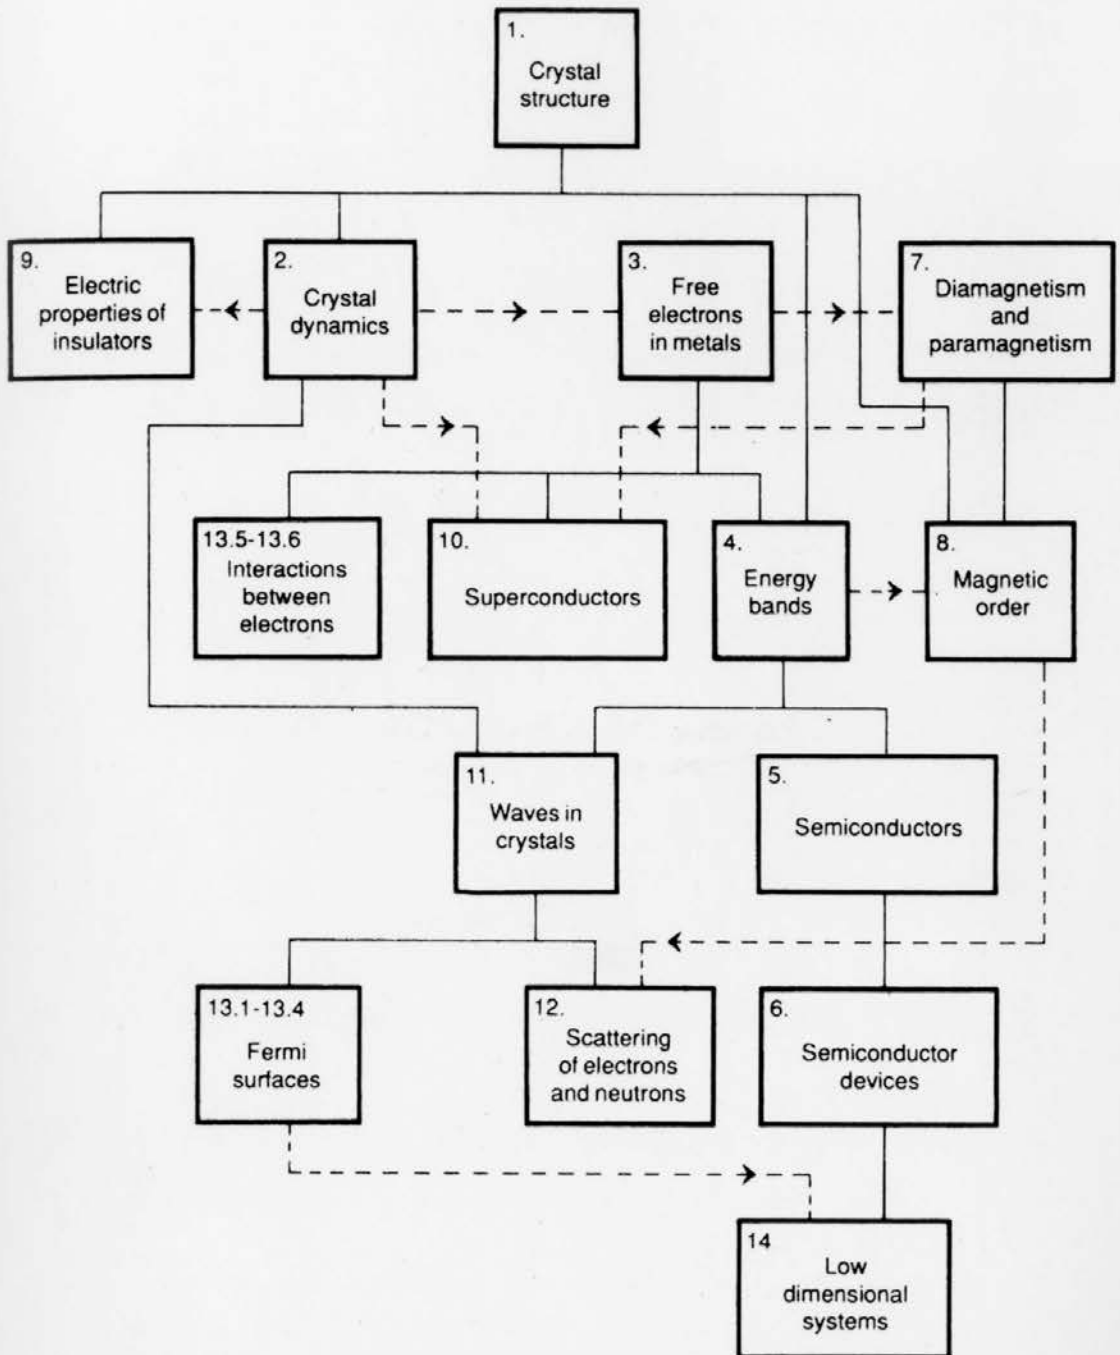 1.
Crystal
structure
9.
Electric
properties of
insulators
2.
Crystal
dynamics
3.
Free
electrons
in metals
7.
Diamagnetism
and
paramagnetism
13.5-13.6
Interactions
between
electrons
10.
Superconductors
4.
Energy
bands
8.
Magnetic
order
11.
Waves in
crystals
5.
Semiconductors
13.1-13.4
Fermi
surfaces
12.
Scattering
of electrons
and neutrons
6.
Semiconductor
devices
14
Low
dimensional
systems